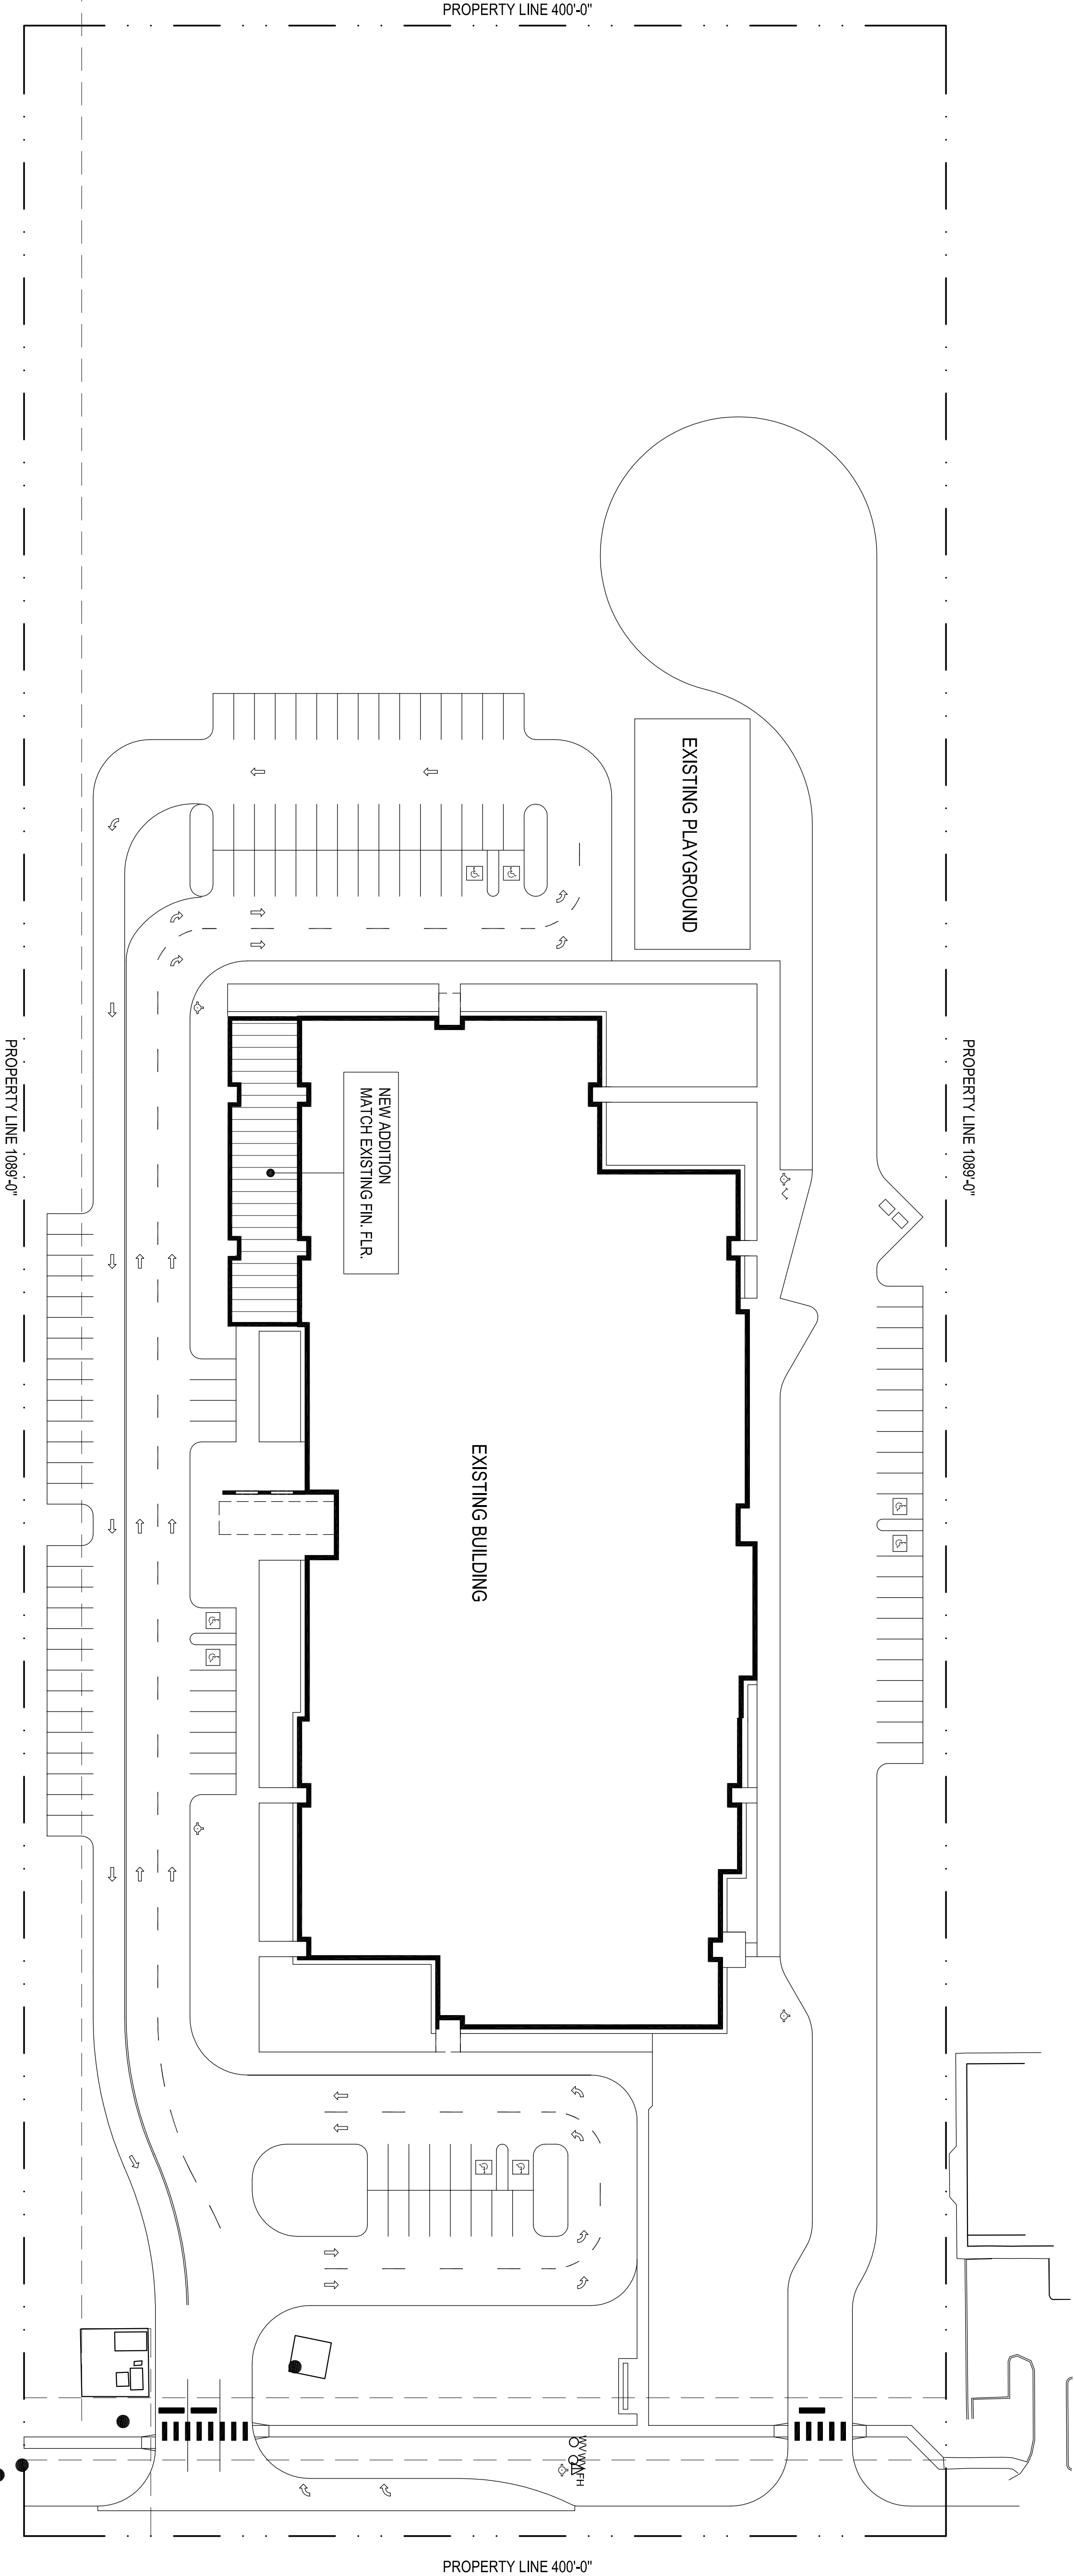 PROPERTY LINE 400'-0"
EXISTING PLAYGROUND
PROPERTY LINE 1089'-0"
PROPERTY LINE 1089'-0"
NEW ADDITION
MATCH EXISTING FIN. FLR.
EXISTING BUILDING
FH
PROPERTY LINE 400'-0"